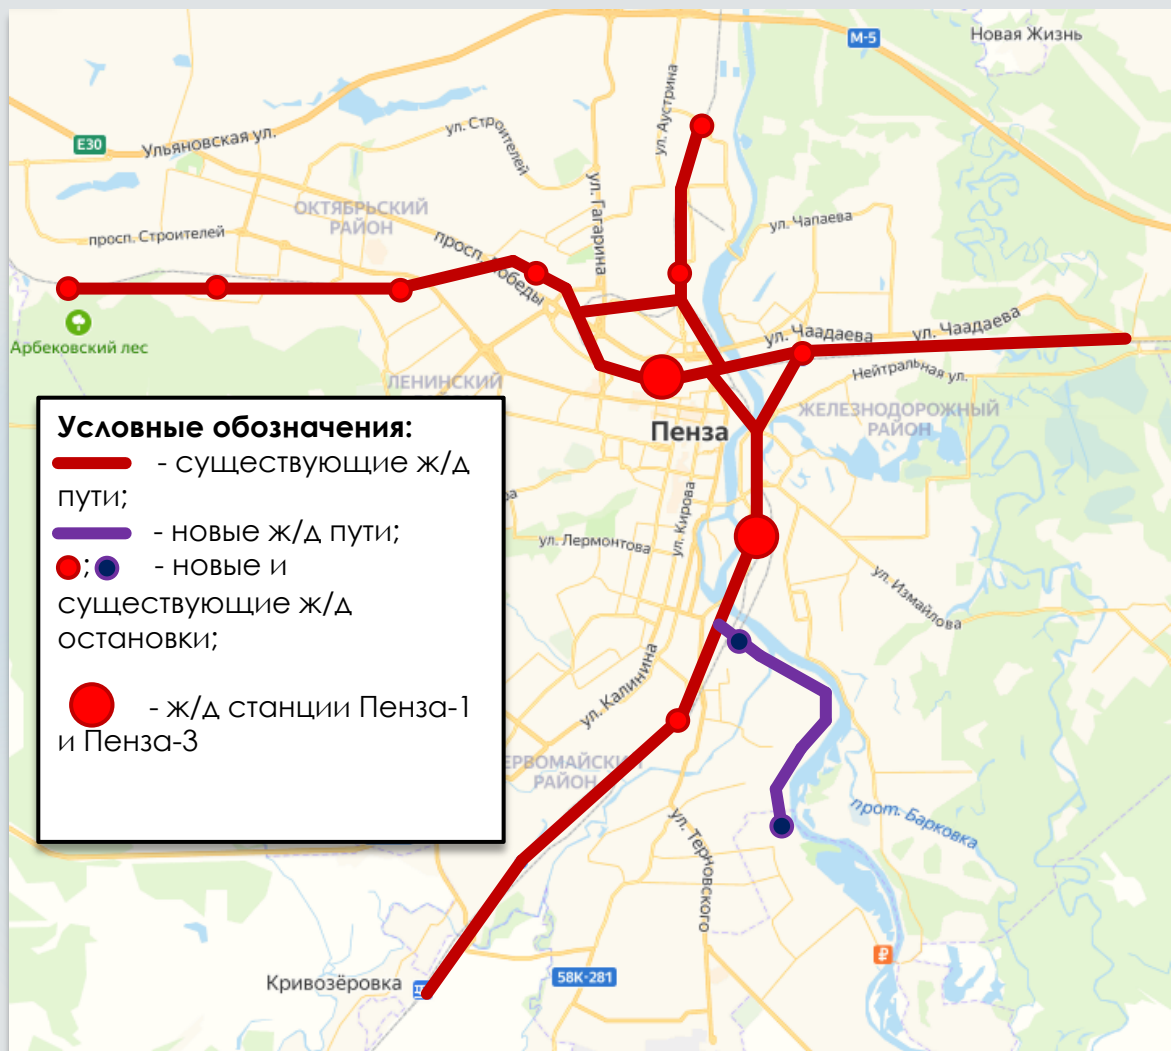 М-5
Новая Жизнь
ул. Аустрина
E30
Ульяновская ул.
ул. Строителей
ул. Гагарина
ОКТЯБРЬСКИЙ
РАЙОН
ул. Чапаева
просп. Строителей
просп. Победы
ул. Чаадаева
ул. Чаадаева
Арбековский лес
Нейтральная ул.
ЛЕНИНСКИЙ
ЖЕЛЕЗНОДОРОЖНЫЙ
РАЙОН
Пенза
Условные обозначения:
- существующие ж/д
пути;
- новые ж/д пути;
; - новые и
существующие ж/д
остановки;
- ж/д станции Пенза-1
и Пенза-3
ул. Кирова
ул. Лермонтова
ул. Измайлова
ул. Калинина
ЕРВОМАЙСКИ
РАЙОН
прот. Барковка
ул. Терновского
₽
Кривозёровка
58К-281